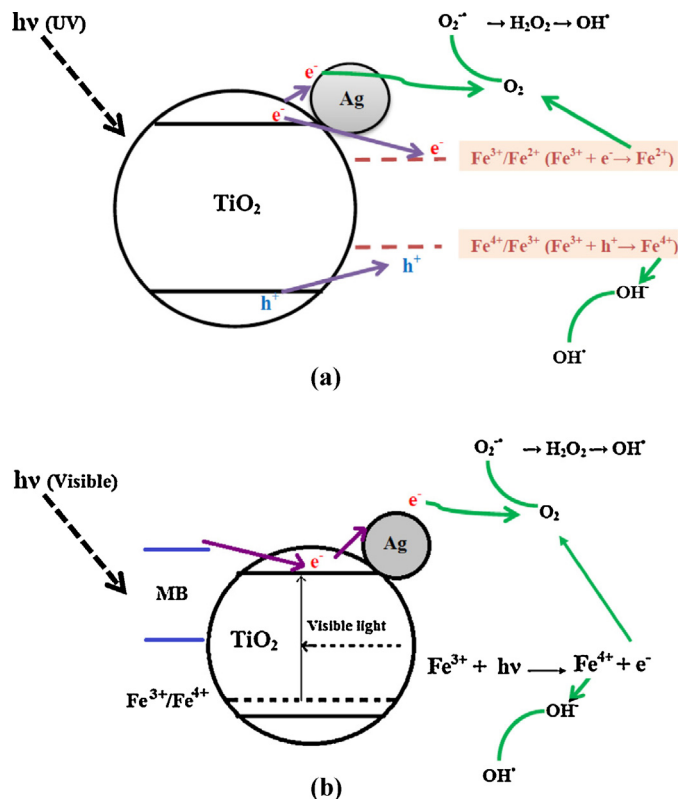 hν (UV)
O₂⁻• → H₂O₂ → OH•
e⁻
Ag
O₂
e⁻
e⁻
Fe³⁺/Fe²⁺ (Fe³⁺ + e⁻→ Fe²⁺)
TiO₂
Fe⁴⁺/Fe³⁺ (Fe³⁺ + h⁺→ Fe⁴⁺)
h⁺
h⁺
OH⁻
OH•
(a)
O₂⁻• → H₂O₂ → OH•
hν (Visible)
e⁻
O₂
Ag
e⁻
MB
Visible light
TiO₂
Fe³⁺ + hν → Fe⁴⁺ + e⁻
Fe³⁺/Fe⁴⁺
OH⁻
OH•
(b)